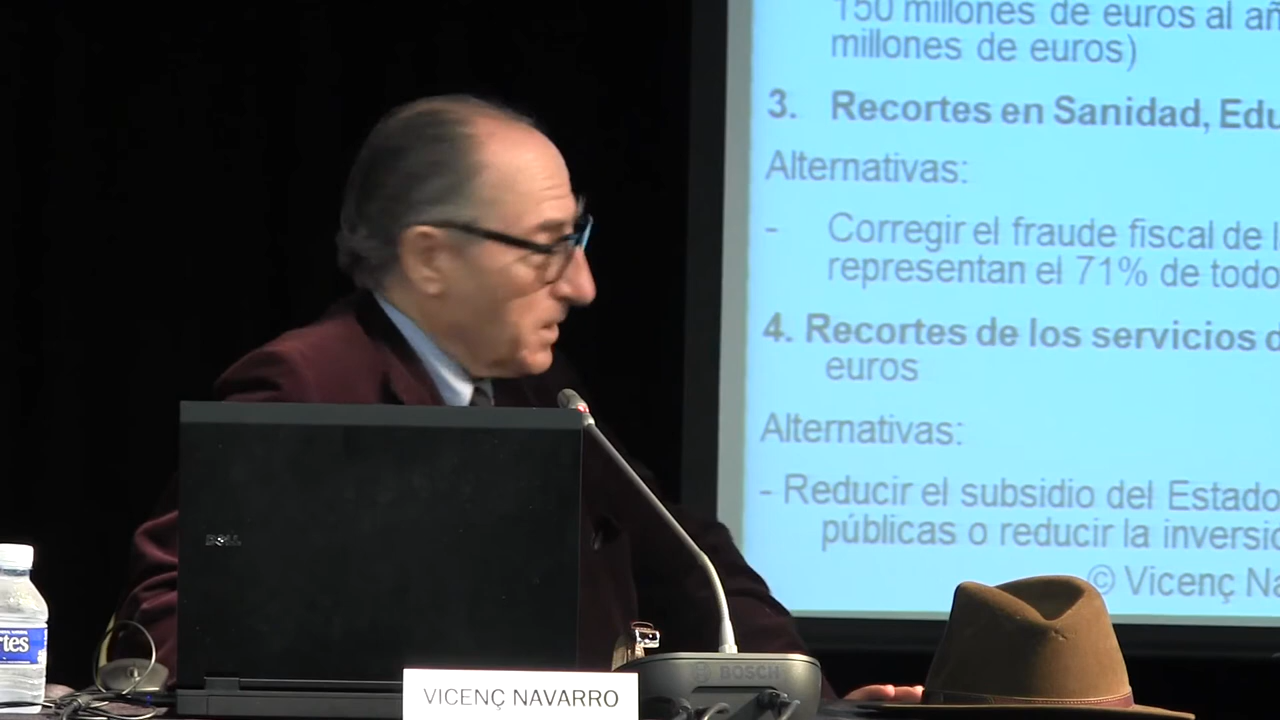 150 millones de euros al añ
millones de euros)
3. Recortes en Sanidad, Edu
Alternativas:
- Corregir el fraude fiscal de l
representan el 71% de todo
4. Recortes de los servicios d
euros
Alternativas:
- Reducir el subsidio del Estado
públicas o reducir la inversi
© Vicenç Na
DELL
rtes
BOSCH
VICENÇ NAVARRO